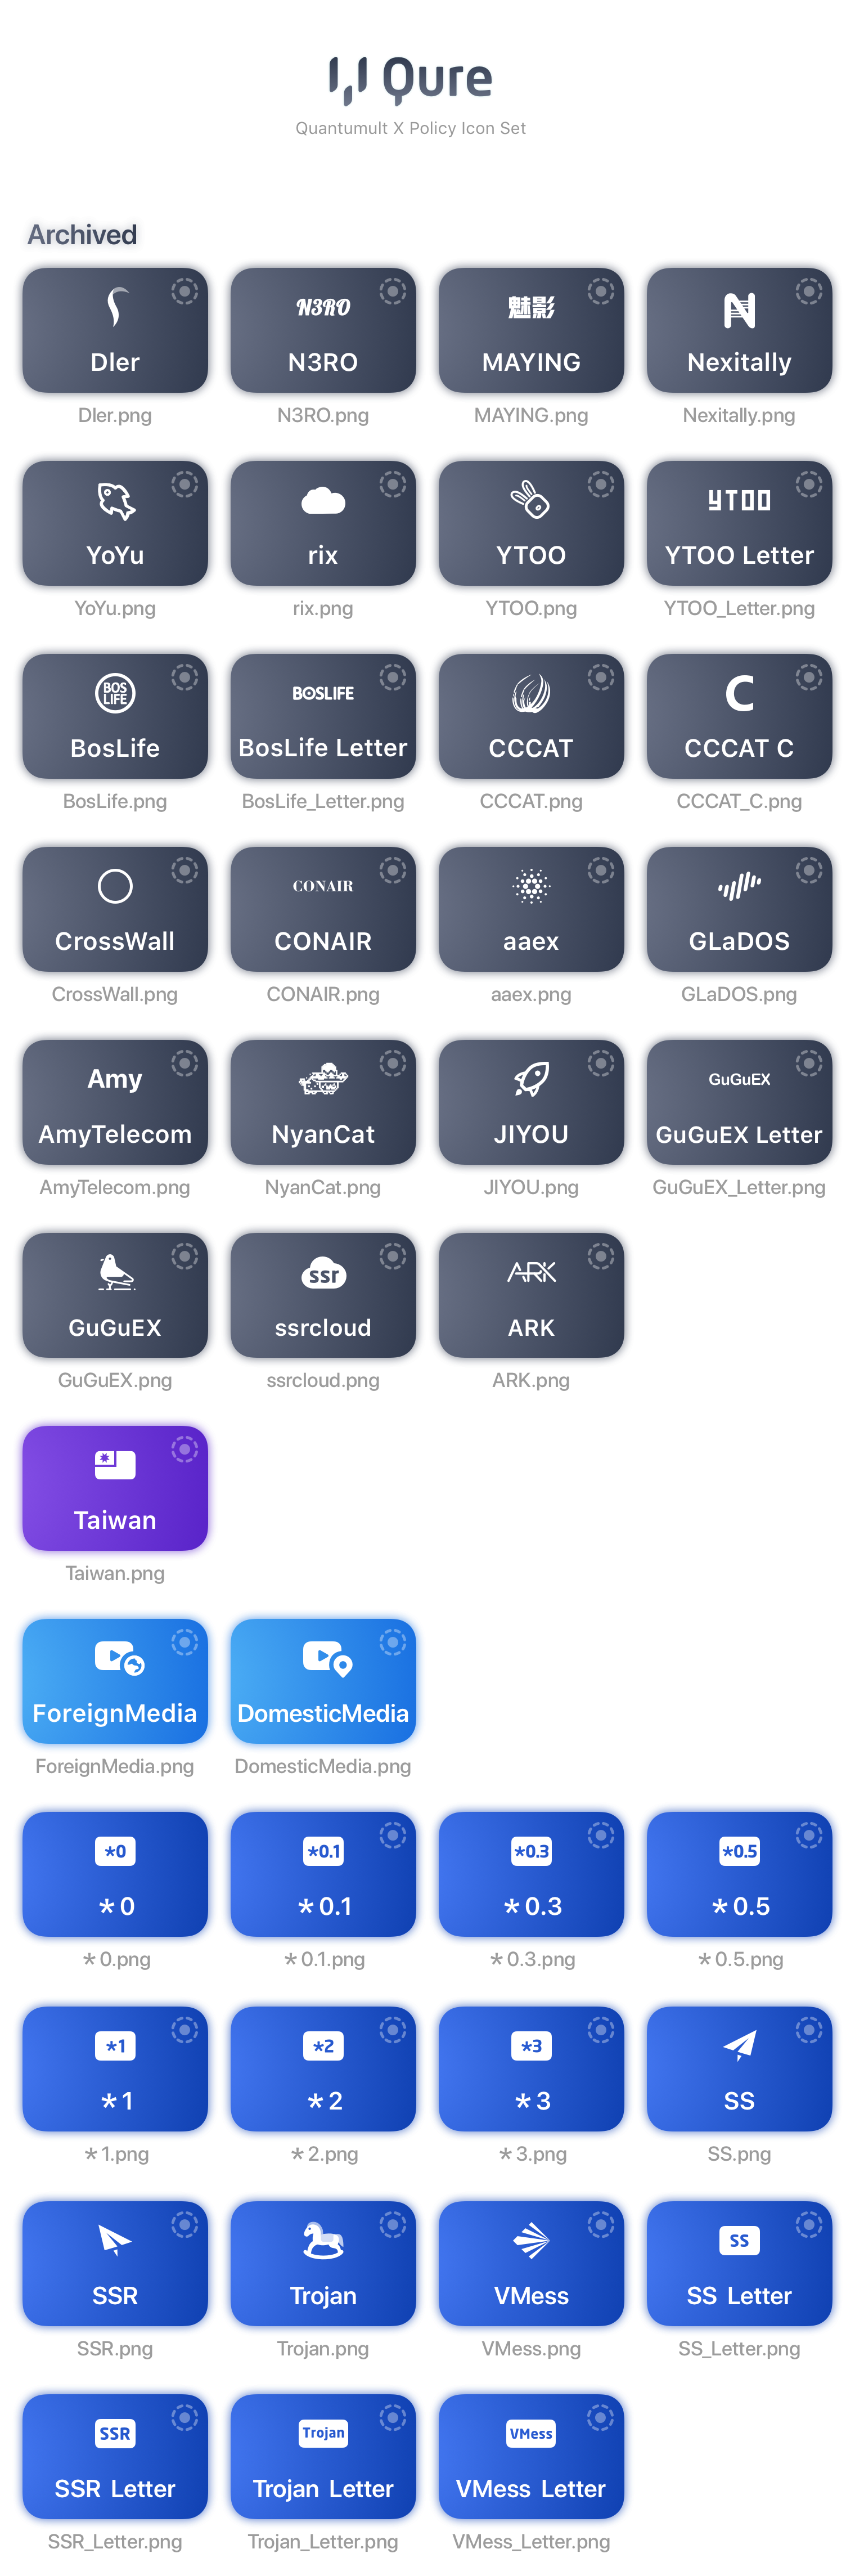 Qure
Quantumult X Policy Icon Set
Archived
N3RO
魅影
N
Dler
N3RO
MAYING
Nexitally
Dler.png
N3RO.png
MAYING.png
Nexitally.png
YTOO
YoYu
rix
YTOO
YTOO Letter
YoYu.png
rix.png
YTOO.png
YTOO_Letter.png
BOS
LIFE
BOSLIFE
C
BosLife
BosLife Letter
CCCAT
CCCAT C
BosLife.png
BosLife_Letter.png
CCCAT.png
CCCAT_C.png
CONAIR
CrossWall
CONAIR
aaex
GLaDOS
CrossWall.png
CONAIR.png
aaex.png
GLaDOS.png
Amy
GuGuEX
AmyTelecom
NyanCat
JIYOU
GuGuEX Letter
AmyTelecom.png
NyanCat.png
JIYOU.png
GuGuEX_Letter.png
ssr
ARK
GuGuEX
ssrcloud
ARK
GuGuEX.png
ssrcloud.png
ARK.png
Taiwan
Taiwan.png
ForeignMedia
DomesticMedia
ForeignMedia.png
DomesticMedia.png
*0
*0.1
*0.3
*0.5
*0
*0.1
*0.3
*0.5
*0.png
*0.1.png
*0.3.png
*0.5.png
*1
*2
*3
*1
*2
*3
SS
*1.png
*2.png
*3.png
SS.png
SS
SSR
Trojan
VMess
SS Letter
SSR.png
Trojan.png
VMess.png
SS_Letter.png
SSR
Trojan
VMess
SSR Letter
Trojan Letter
VMess Letter
SSR_Letter.png
Trojan_Letter.png
VMess_Letter.png